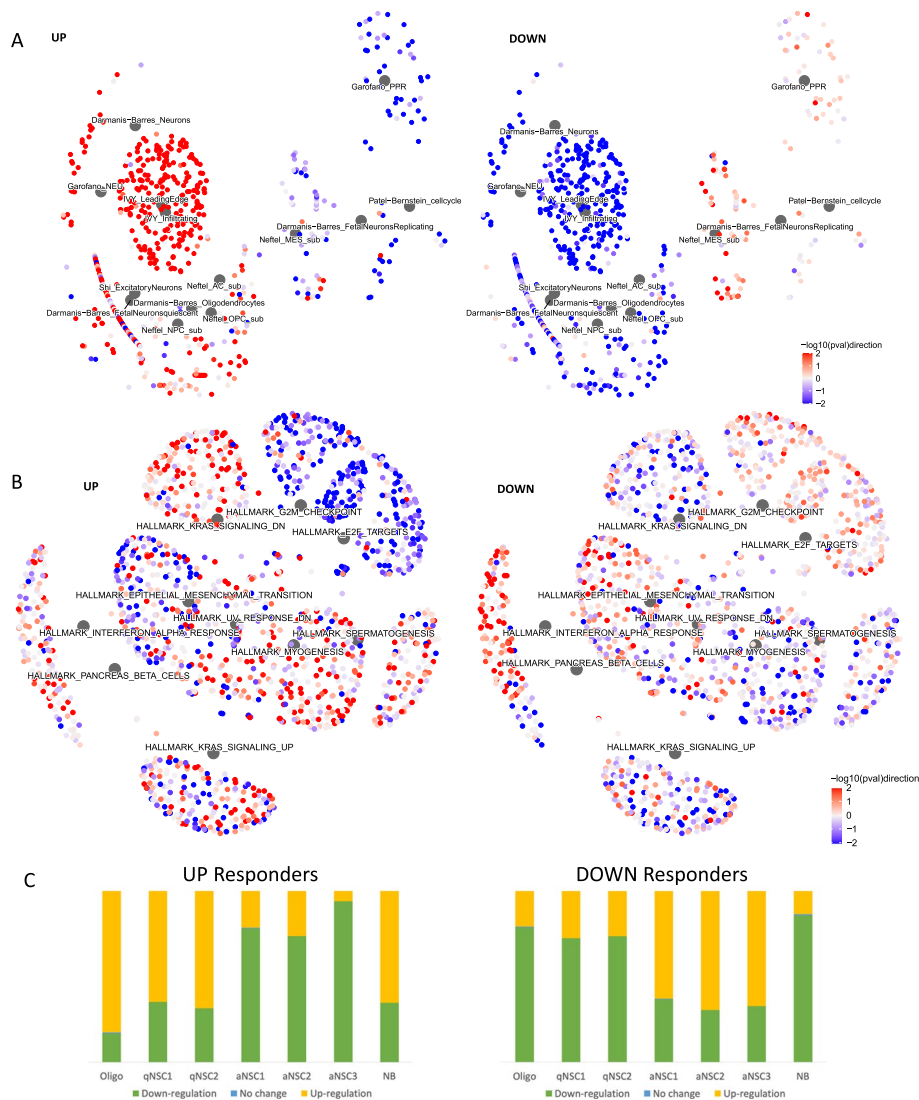 A
UP
DOWN
Garofano_PPR
Garofano_PPR
Darmanis−Barres_Neurons
Darmanis−Barres_Neurons
Garofano_NEU
Garofano_NEU
IVY_LeadingEdge
IVY_LeadingEdge
Patel−Bernstein_cellcycle
Patel−Bernstein_cellcycle
IVY_Infiltrating
IVY_Infiltrating
Darmanis−Barres_FetalNeuronsReplicating
Darmanis−Barres_FetalNeuronsReplicating
Neftel_MES_sub
Neftel_MES_sub
Shi_ExcitatoryNeurons
Neftel_AC_sub
Shi_ExcitatoryNeurons
Neftel_AC_sub
Darmanis−Barres_Oligodendrocytes
Darmanis−Barres_Oligodendrocytes
Darmanis−Barres_FetalNeuronsquiescent
Neftel_OPC_sub
Darmanis−Barres_FetalNeuronsquiescent
Neftel_OPC_sub
Neftel_NPC_sub
Neftel_NPC_sub
−log10(pval)direction
2
1
0
−1
−2
B
UP
DOWN
HALLMARK_G2M_CHECKPOINT
HALLMARK_G2M_CHECKPOINT
HALLMARK_KRAS_SIGNALING_DN
HALLMARK_KRAS_SIGNALING_DN
HALLMARK_E2F_TARGETS
HALLMARK_E2F_TARGETS
HALLMARK_EPITHELIAL_MESENCHYMAL_TRANSITION
HALLMARK_EPITHELIAL_MESENCHYMAL_TRANSITION
HALLMARK_UV_RESPONSE_DN
HALLMARK_UV_RESPONSE_DN
HALLMARK_INTERFERON_ALPHA_RESPONSE
HALLMARK_SPERMATOGENESIS
HALLMARK_INTERFERON_ALPHA_RESPONSE
HALLMARK_SPERMATOGENESIS
HALLMARK_MYOGENESIS
HALLMARK_MYOGENESIS
HALLMARK_PANCREAS_BETA_CELLS
HALLMARK_PANCREAS_BETA_CELLS
HALLMARK_KRAS_SIGNALING_UP
HALLMARK_KRAS_SIGNALING_UP
−log10(pval)direction
2
1
0
−1
−2
C
UP Responders
DOWN Responders
Oligo qNSC1 qNSC2 aNSC1 aNSC2 aNSC3 NB
Oligo qNSC1 qNSC2 aNSC1 aNSC2 aNSC3 NB
Down-regulation No change Up-regulation
Down-regulation No change Up-regulation